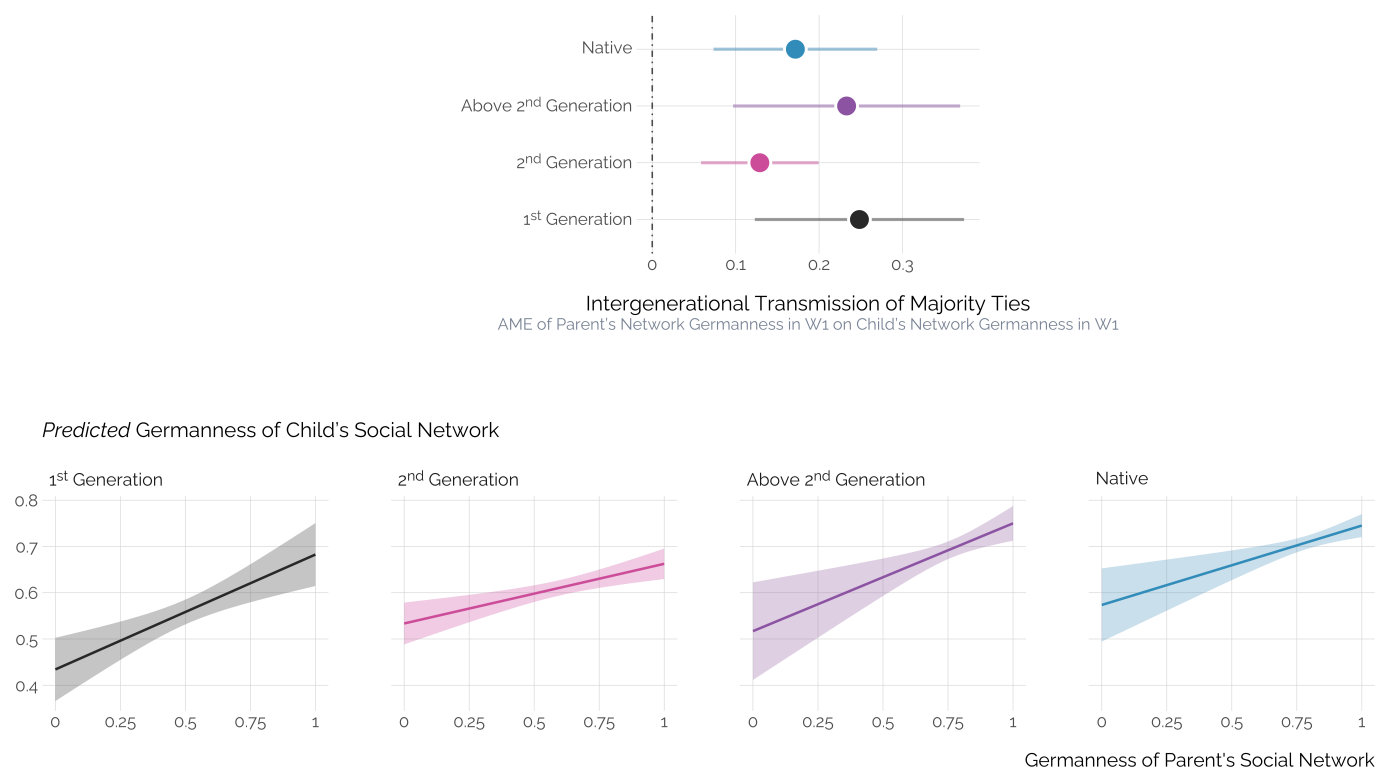 Native
Above 2nd Generation
2nd Generation
1st Generation
0 0.1 0.2 0.3
Intergenerational Transmission of Majority Ties
AME of Parent's Network Germanness in W1 on Child's Network Germanness in W1
Predicted Germanness of Child's Social Network
1st Generation 2nd Generation Above 2nd Generation Native
0.8
0.7
0.6
0.5
0.4
0 0.25 0.5 0.75 1 0 0.25 0.5 0.75 1 0 0.25 0.5 0.75 1 0 0.25 0.5 0.75 1
Germanness of Parent's Social Network